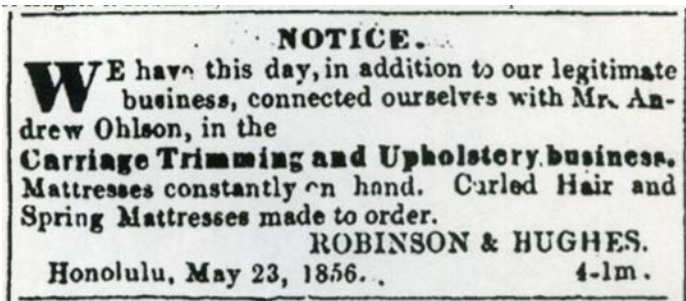 NOTICE.
WE have this day, in addition to our legitimate
business, connected ourselves with Mr. An-
drew Ohlson, in the
Carriage Trimming and Upholstery business.
Mattresses constantly on hand. Curled Hair and
Spring Mattresses made to order.
ROBINSON & HUGHES.
Honolulu, May 23, 1856. 4-1m.